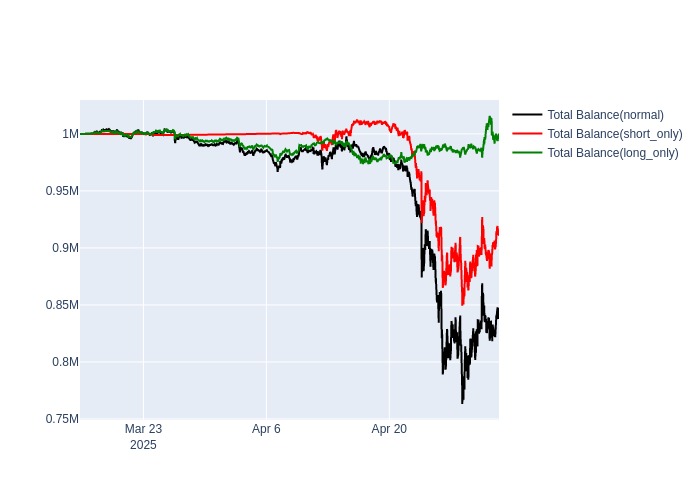 1M
0.95M
0.9M
0.85M
0.8M
0.75M
Mar 23
2025
Apr 6
Apr 20
Total Balance(normal)
Total Balance(short_only)
Total Balance(long_only)